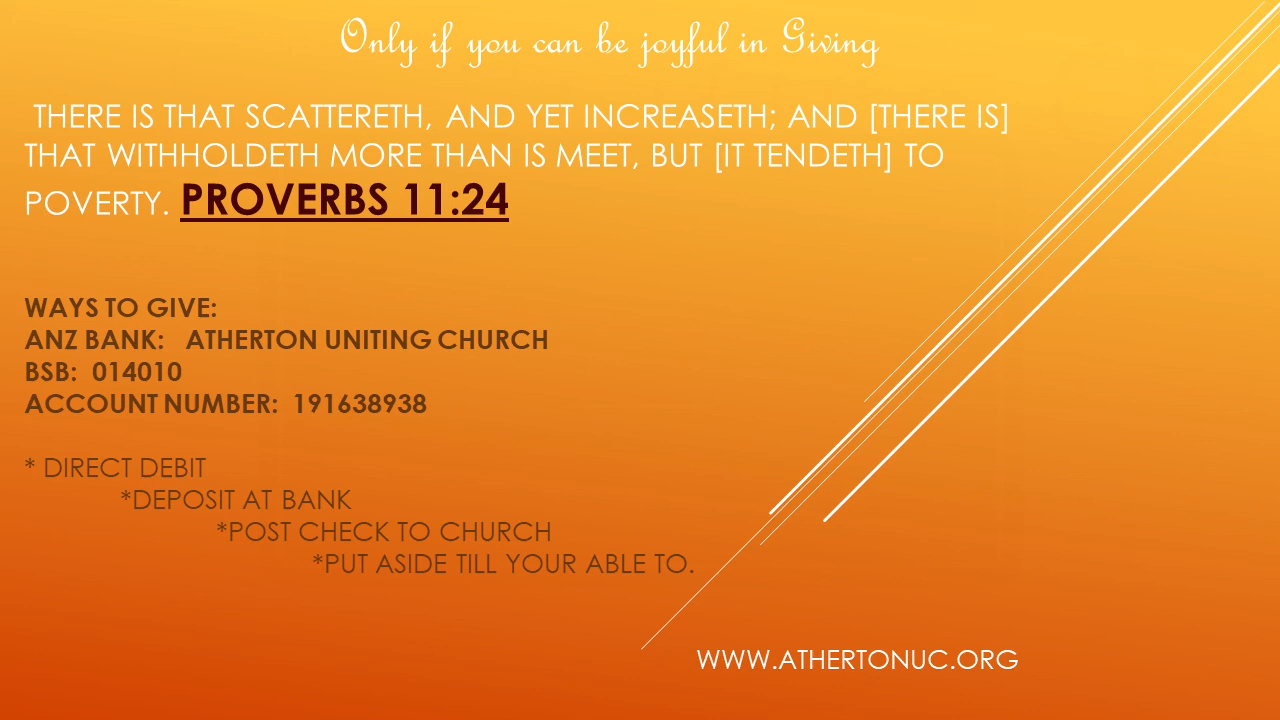 Only if you can be joyful in Giving
THERE IS THAT SCATTERETH, AND YET INCREASETH; AND [THERE IS]
THAT WITHHOLDETH MORE THAN IS MEET, BUT [IT TENDETH] TO
POVERTY. PROVERBS 11:24
WAYS TO GIVE:
ANZ BANK: ATHERTON UNITING CHURCH
BSB: 014010
ACCOUNT NUMBER: 191638938
* DIRECT DEBIT
*DEPOSIT AT BANK
*POST CHECK TO CHURCH
*PUT ASIDE TILL YOUR ABLE TO.
WWW.ATHERTONUC.ORG